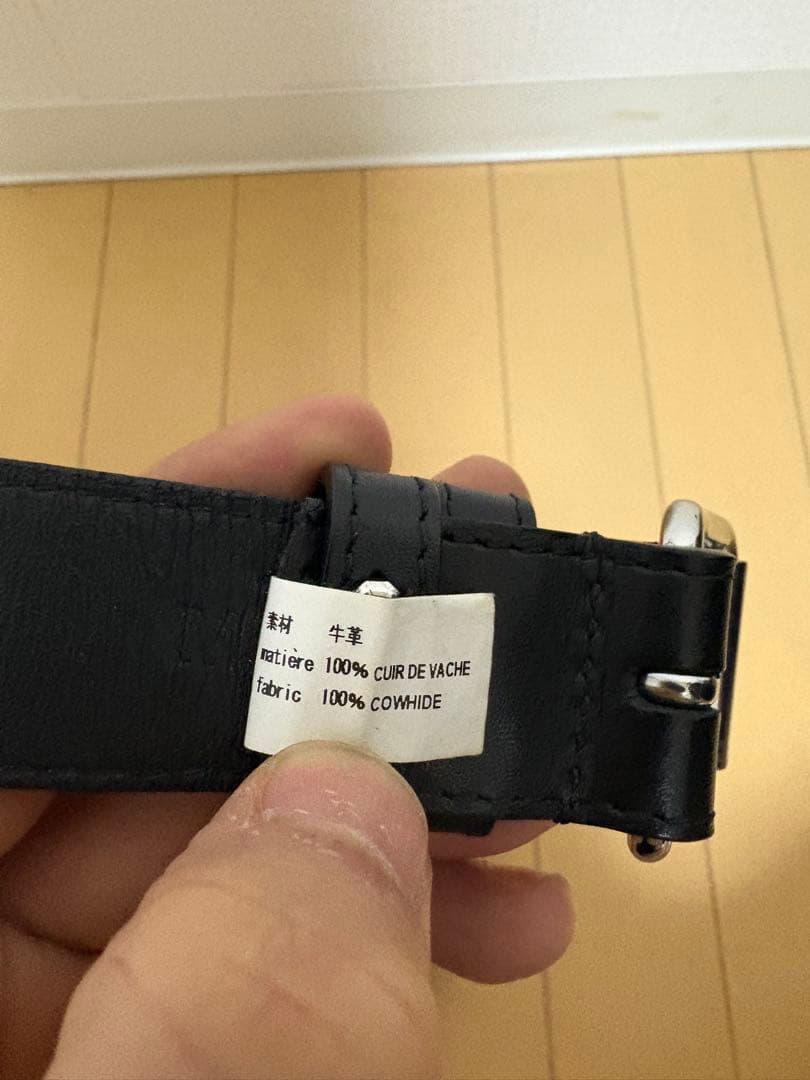 素材 牛革
matière 100% CUIR DE VACHE
fabric 100% COWHIDE